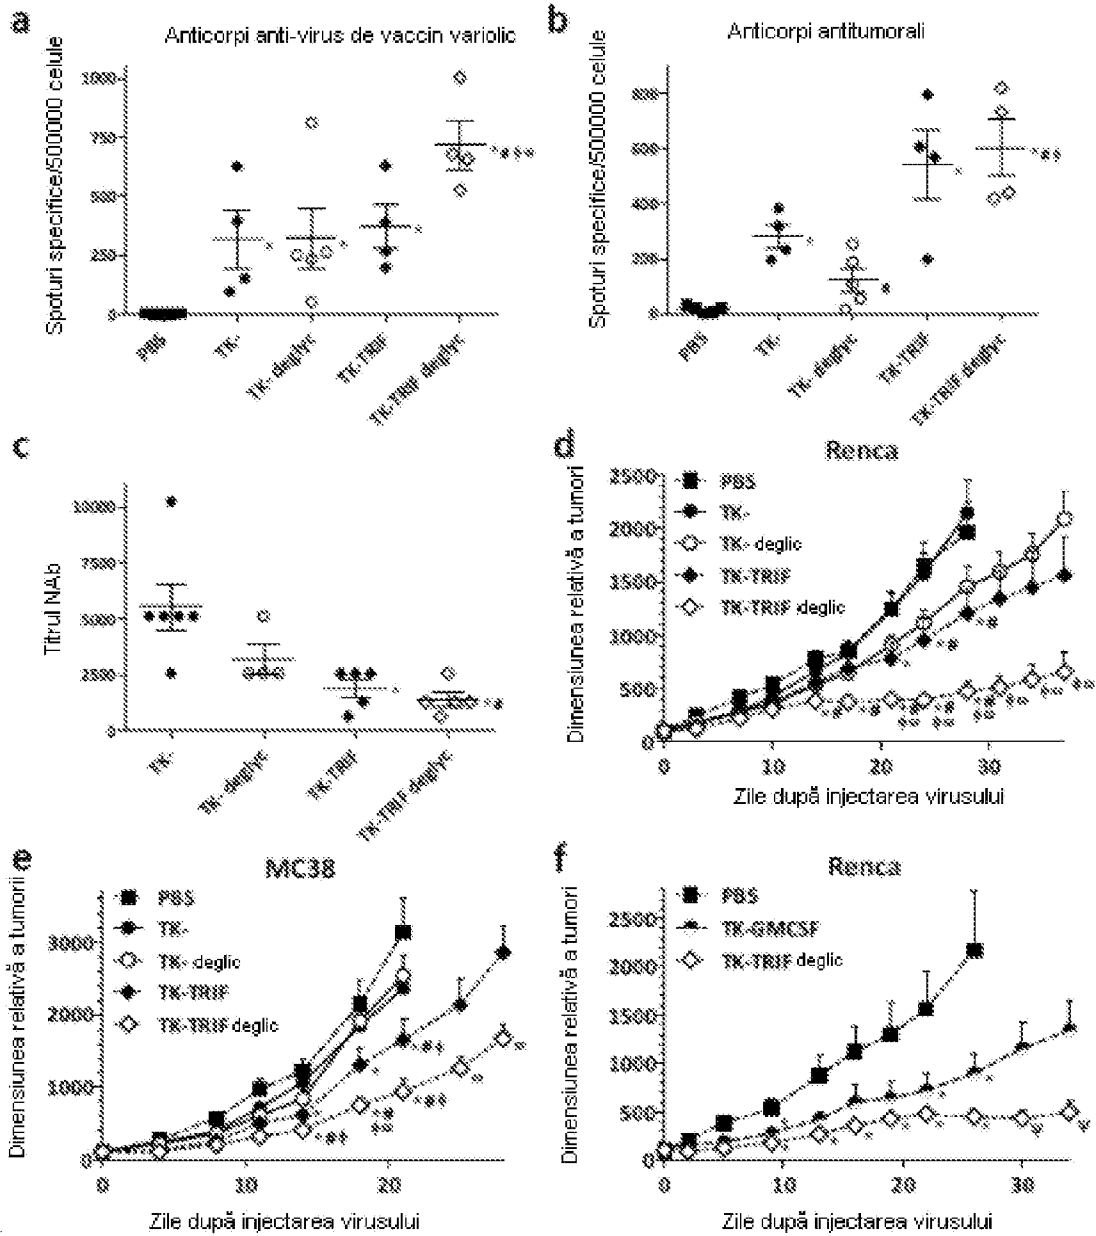 a
Anticorpi anti-virus de vaccin variolic
Spoturi specifice/500000 celule
1000
750
500
250
0
PBS
TK-
TK- deglyc
TK-TRIF
TK-TRIF deglyc
b
Anticorpi antitumorali
Spoturi specifice/500000 celule
800
600
400
200
0
PBS
TK-
TK- deglyc
TK-TRIF
TK-TRIF deglyc
c
Titrul NAb
10000
7500
5000
2500
0
TK-
TK- deglyc
TK-TRIF
TK-TRIF deglyc
d
Renca
Dimensiunea relativă a tumori
2500
2000
1500
1000
500
0
PBS
TK-
TK- deglic
TK-TRIF
TK-TRIF deglic
0
10
20
30
Zile după injectarea virusului
e
MC38
Dimensiunea relativă a tumorii
3000
2000
1000
0
PBS
TK-
TK- deglic
TK-TRIF
TK-TRIF deglic
0
10
20
Zile după injectarea virusului
f
Renca
Dimensiunea relativă a tumori
2500
2000
1500
1000
500
0
PBS
TK-GMCSF
TK-TRIF deglic
0
10
20
30
Zile după injectarea virusului